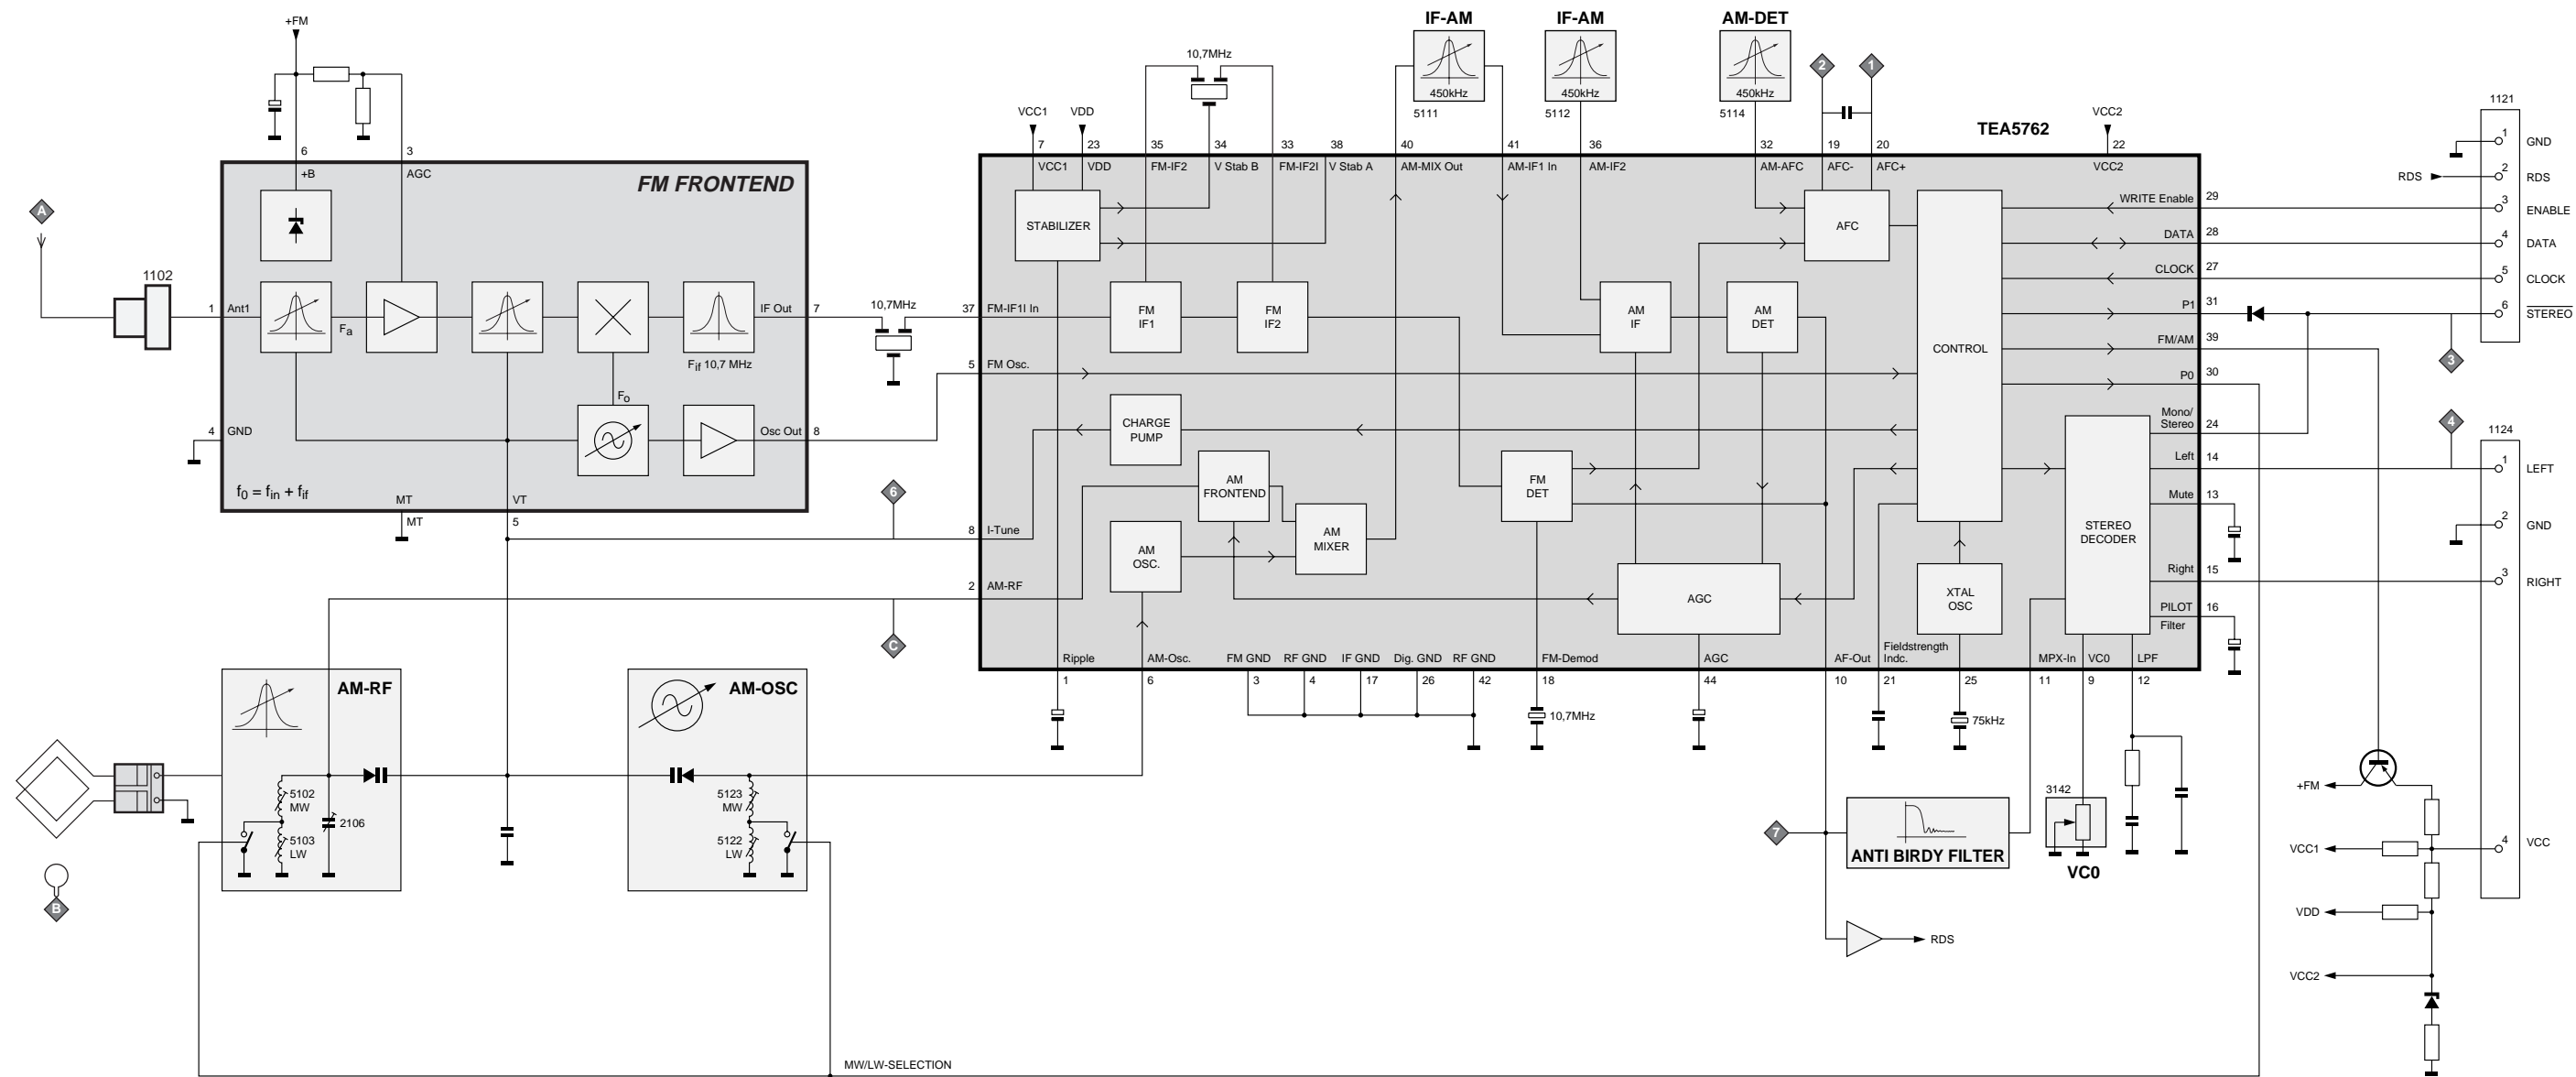 IF-AM
IF-AM
AM-DET
+FM
10,7MHz
450kHz
450kHz
450kHz
5111
5112
5114
2
1
VCC1
VDD
TEA5762
VCC2
1121
6
3
7
23
35
34
33
38
40
41
36
32
19
20
22
+B
AGC
FM FRONTEND
VCC1
VDD
FM-IF2
V Stab B
FM-IF2I
V Stab A
AM-MIX Out
AM-IF1 In
AM-IF2
AM-AFC
AFC-
AFC+
VCC2
1
GND
RDS
2
RDS
A
STABILIZER
AFC
WRITE Enable
29
3
ENABLE
DATA
28
4
DATA
CLOCK
27
5
CLOCK
1102
1
Ant1
Fa
IF Out
7
10,7MHz
37
FM-IF1I In
FM
IF1
FM
IF2
AM
IF
AM
DET
P1
31
6
STEREO
Fif 10,7 MHz
CONTROL
FM/AM
39
3
5
FM Osc.
P0
30
Fo
4
GND
Osc Out
8
CHARGE
PUMP
Mono/
Stereo
24
4
1124
Left
14
1
LEFT
f0 = fin + fif
MT
VT
MT
5
6
AM
FRONTEND
FM
DET
Mute
13
8
I-Tune
AM
OSC.
AM
MIXER
STEREO
DECODER
2
GND
2
AM-RF
AGC
XTAL
OSC
Right
15
3
RIGHT
PILOT
Filter
16
C
Ripple
AM-Osc.
FM GND
RF GND
IF GND
Dig. GND
RF GND
FM-Demod
AGC
AF-Out
Fieldstrength
Indc.
MPX-In
VC0
LPF
1
6
3
4
17
26
42
18
44
10
21
25
11
9
12
AM-RF
AM-OSC
10,7MHz
75kHz
5102
MW
2106
5103
LW
5123
MW
5122
LW
B
7
ANTI BIRDY FILTER
3142
VC0
+FM
VCC1
4
VCC
VDD
RDS
VCC2
MW/LW-SELECTION